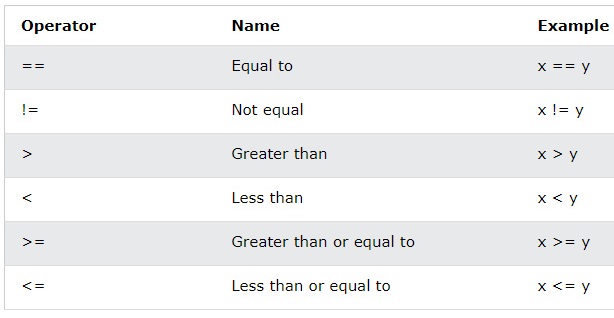 Operator Name Example
== Equal to x == y
!= Not equal x != y
> Greater than x > y
< Less than x < y
>= Greater than or equal to x >= y
<= Less than or equal to x <= y